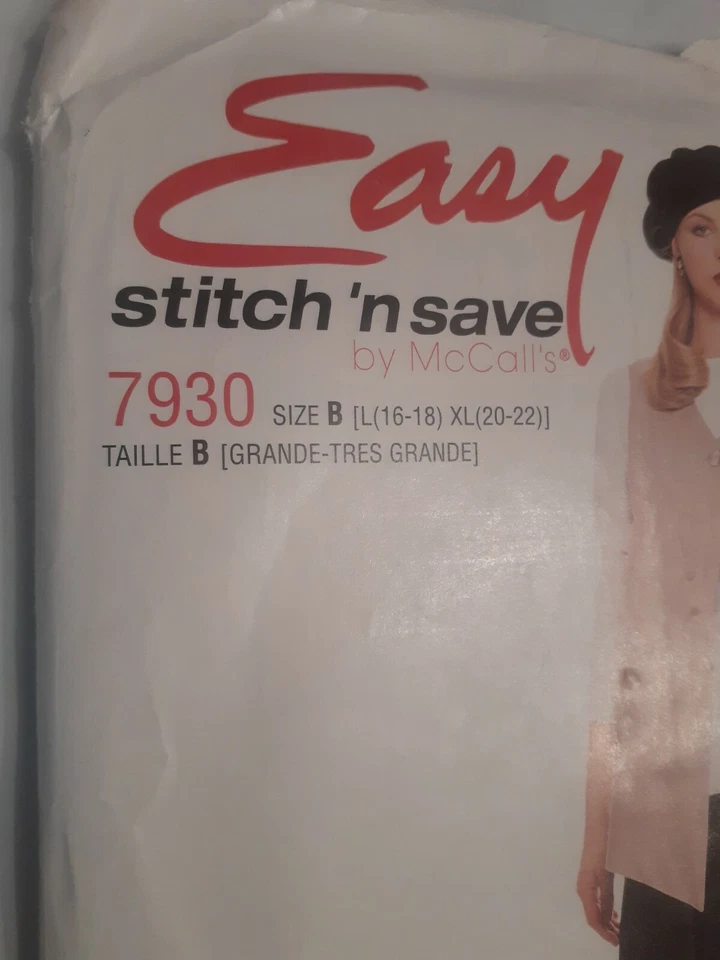 Easy
stitch 'n save
by McCall's®
7930 SIZE B [L(16-18) XL(20-22)]
TAILLE B [GRANDE-TRES GRANDE]